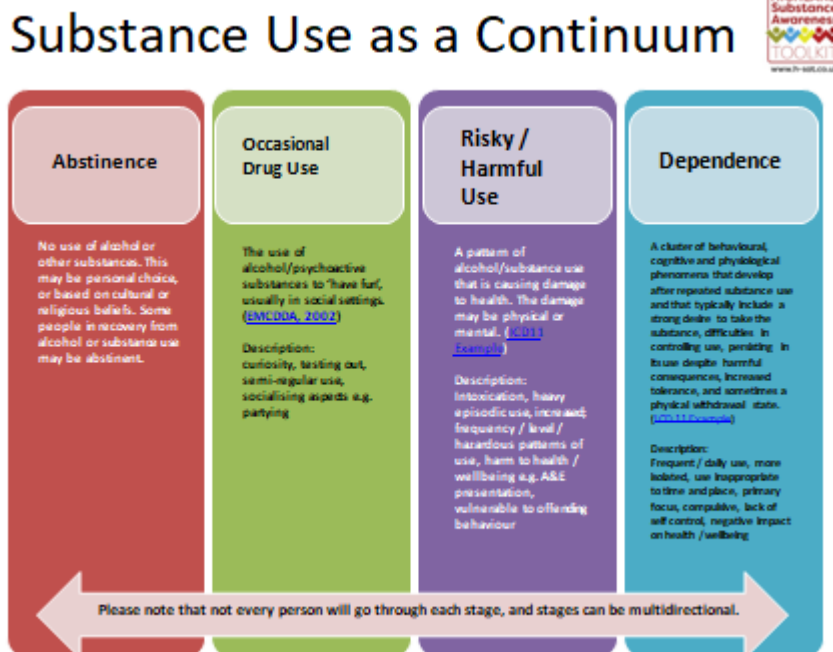 Substance Use as a Continuum
Substance
Awareness
TOOLKIT
Abstinence
No use of alcohol or
other substances. This
may be personal choice,
or based on cultural or
religious beliefs. Some
people in recovery from
alcohol or substance use
may be abstinent.
Occasional
Drug Use
The use of
alcohol/psychoactive
substances to 'have fun',
usually in social settings.
(EMCDDA, 2002)
Description:
curiosity, testing out,
semi-regular use,
socialising aspects e.g.
partying
Risky /
Harmful
Use
A pattern of
alcohol/substance use
that is causing damage
to health. The damage
may be physical or
mental. (ICD11
Example)
Description:
Intoxication, heavy
episodic use, increased;
frequency / level /
hazardous patterns of
use, harm to health /
wellbeing e.g. A&E
presentation,
vulnerable to offending
behaviour
Dependence
A cluster of behavioural,
cognitive and physiological
phenomena that develop
after repeated substance use
and that typically include a
strong desire to take the
substance, difficulties in
controlling use, persisting in
its use despite harmful
consequences, increased
tolerance, and sometimes a
physical withdrawal state.
(ICD 11 Example)
Description:
Frequent / daily use, more
isolated, use inappropriate
to time and place, primary
focus, compulsive, lack of
self control, negative impact
on health / wellbeing
Please note that not every person will go through each stage, and stages can be multidirectional.